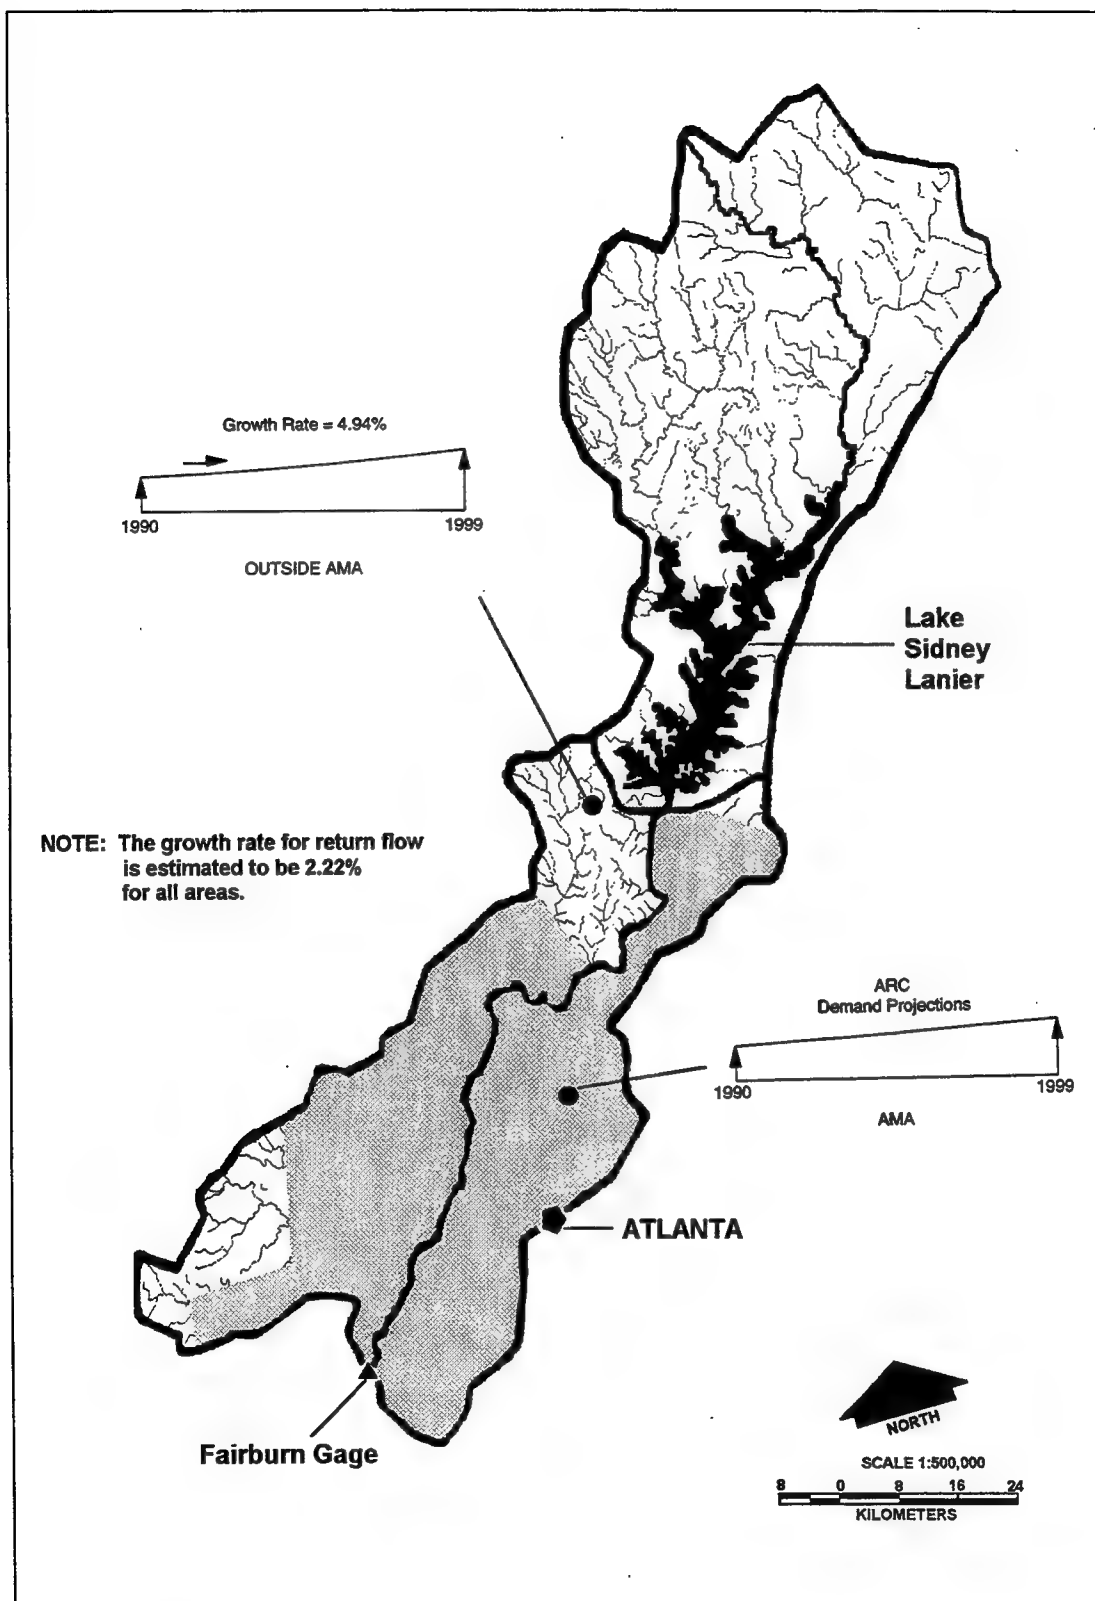 Growth Rate = 4.94%
1990
1999
OUTSIDE AMA
Lake
Sidney
Lanier
NOTE: The growth rate for return flow
is estimated to be 2.22%
for all areas.
ARC
Demand Projections
1990
1999
AMA
ATLANTA
Fairburn Gage
NORTH
SCALE 1:500,000
8 0 8 16 24
KILOMETERS